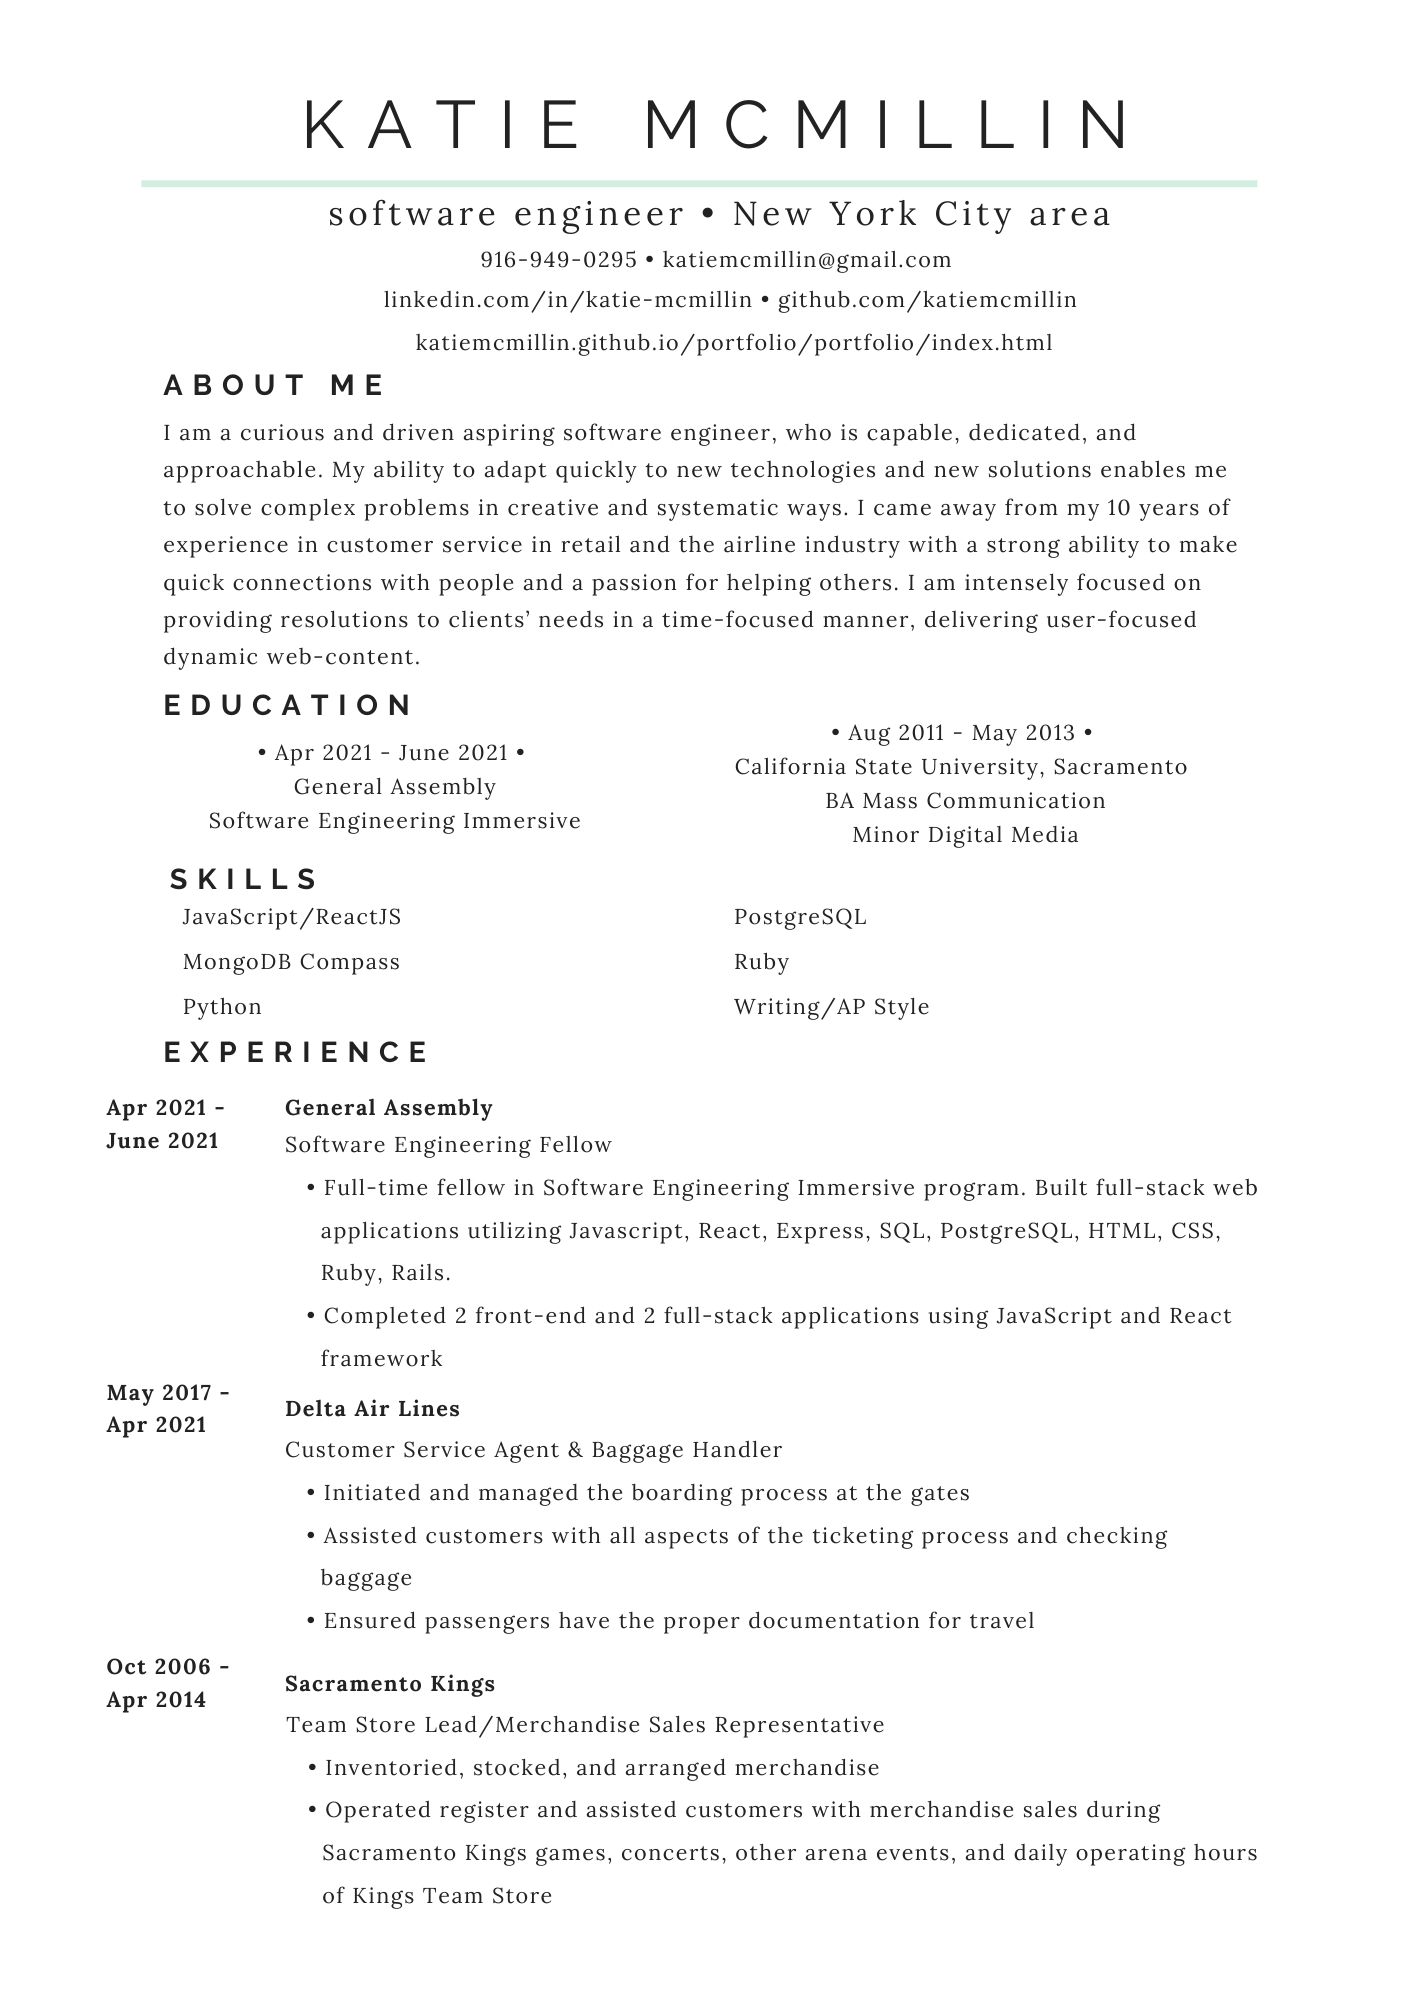 KATIE MCMILLIN
software engineer • New York City area
916-949-0295 • katiemcmillin@gmail.com
linkedin.com/in/katie-mcmillin • github.com/katiemcmillin
katiemcmillin.github.io/portfolio/portfolio/index.html
ABOUT ME
I am a curious and driven aspiring software engineer, who is capable, dedicated, and
approachable. My ability to adapt quickly to new technologies and new solutions enables me
to solve complex problems in creative and systematic ways. I came away from my 10 years of
experience in customer service in retail and the airline industry with a strong ability to make
quick connections with people and a passion for helping others. I am intensely focused on
providing resolutions to clients’ needs in a time-focused manner, delivering user-focused
dynamic web-content.
EDUCATION
• Apr 2021 - June 2021 •
General Assembly
Software Engineering Immersive
• Aug 2011 - May 2013 •
California State University, Sacramento
BA Mass Communication
Minor Digital Media
SKILLS
JavaScript/ReactJS
MongoDB Compass
Python
PostgreSQL
Ruby
Writing/AP Style
EXPERIENCE
Apr 2021 -
June 2021
General Assembly
Software Engineering Fellow
• Full-time fellow in Software Engineering Immersive program. Built full-stack web
applications utilizing Javascript, React, Express, SQL, PostgreSQL, HTML, CSS,
Ruby, Rails.
• Completed 2 front-end and 2 full-stack applications using JavaScript and React
framework
May 2017 -
Apr 2021
Delta Air Lines
Customer Service Agent & Baggage Handler
• Initiated and managed the boarding process at the gates
• Assisted customers with all aspects of the ticketing process and checking
baggage
• Ensured passengers have the proper documentation for travel
Oct 2006 -
Apr 2014
Sacramento Kings
Team Store Lead/Merchandise Sales Representative
• Inventoried, stocked, and arranged merchandise
• Operated register and assisted customers with merchandise sales during
Sacramento Kings games, concerts, other arena events, and daily operating hours
of Kings Team Store